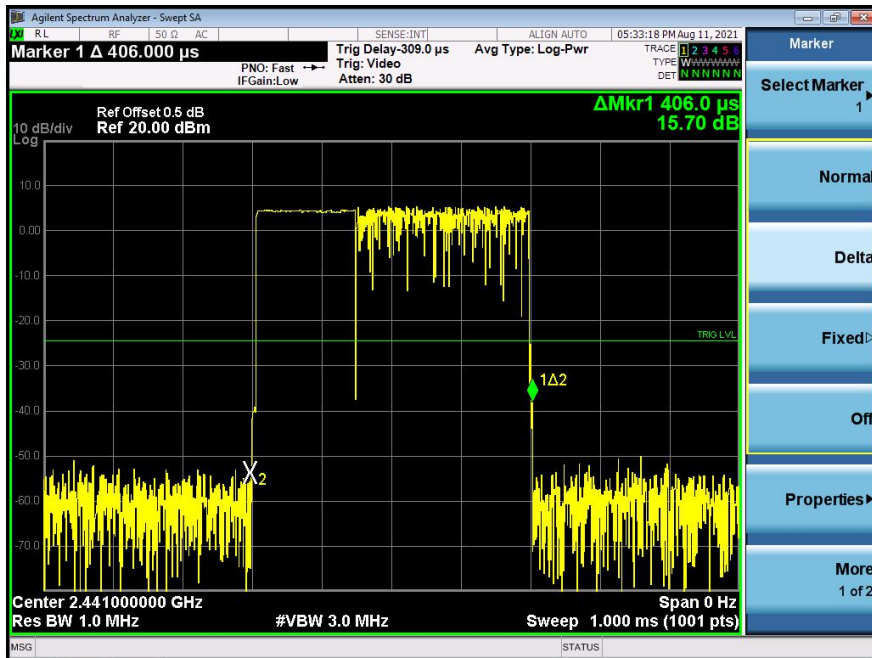 Agilent Spectrum Analyzer - Swept SA
LXI RL RF 50 Ω AC SENSE:INT ALIGN AUTO 05:33:18 PM Aug 11, 2021
Marker 1 Δ 406.000 µs
PNO: Fast
IFGain:Low
Trig Delay-309.0 µs
Trig: Video
Atten: 30 dB
Avg Type: Log-Pwr
TRACE 1 2 3 4 5 6
TYPE WWWWWW
DET N N N N N N
Ref Offset 0.5 dB
10 dB/div Ref 20.00 dBm
Log
ΔMkr1 406.0 µs
15.70 dB
10.0
0.00
-10.0
-20.0
TRIG LVL
-30.0
1Δ2
-40.0
-50.0
X2
-60.0
-70.0
Center 2.441000000 GHz Span 0 Hz
Res BW 1.0 MHz #VBW 3.0 MHz Sweep 1.000 ms (1001 pts)
MSG STATUS
Marker
Select Marker
1
Normal
Delta
Fixed
Off
Properties
More
1 of 2